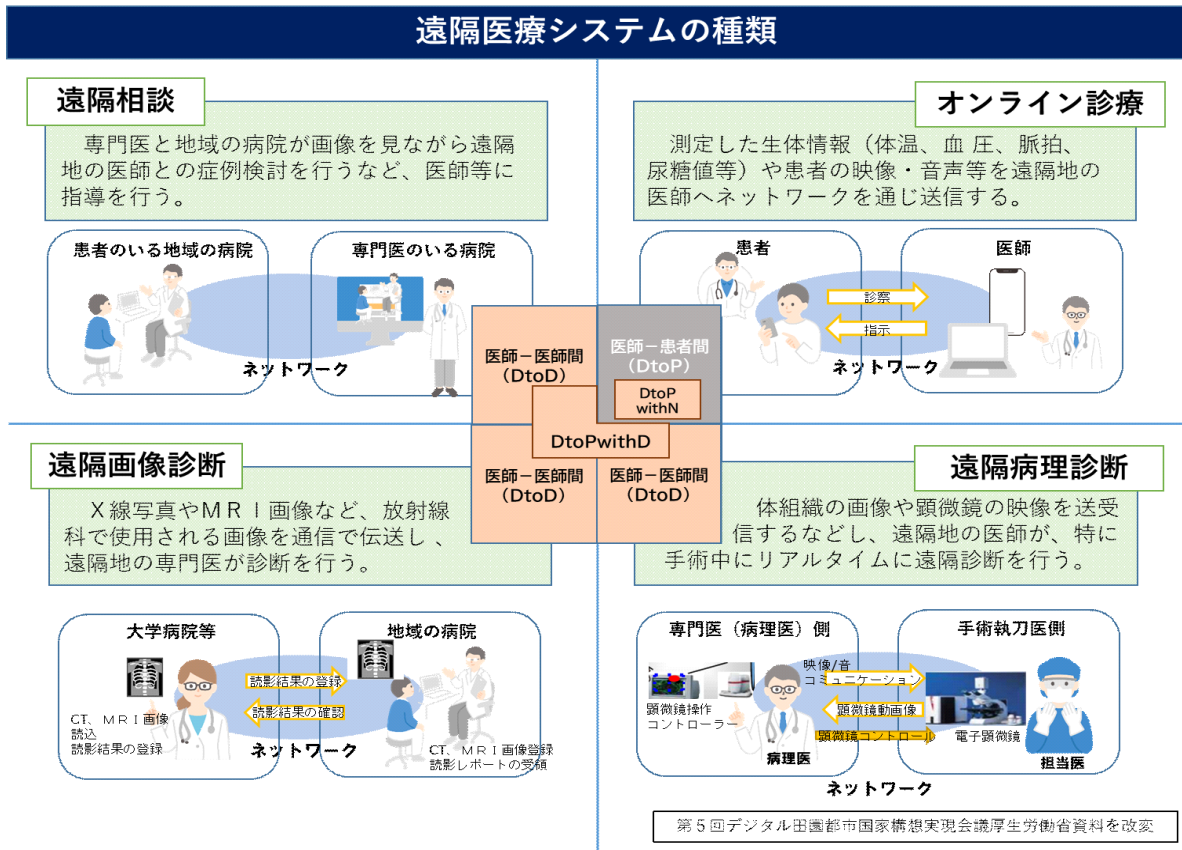 遠隔医療システムの種類
遠隔相談
専門医と地域の病院が画像を見ながら遠隔
地の医師との症例検討を行うなど、医師等に
指導を行う。
患者のいる地域の病院
専門医のいる病院
ネットワーク
オンライン診療
測定した生体情報（体温、血 圧、脈拍、
尿糖値等）や患者の映像・音声等を遠隔地の
医師へネットワークを通じ送信する。
患者
医師
診察
指示
ネットワーク
医師－医師間
（DtoD）
医師－患者間
（DtoP）
DtoP
withN
DtoPwithD
医師－医師間
（DtoD）
医師－医師間
（DtoD）
遠隔画像診断
Ｘ線写真やＭＲＩ画像など、放射線
科で使用される画像を通信で伝送し、
遠隔地の専門医が診断を行う。
大学病院等
地域の病院
読影結果の登録
読影結果の確認
CT、ＭＲＩ画像
読込
読影結果の登録
ネットワーク
CT、ＭＲＩ画像登録
読影レポートの受領
遠隔病理診断
体組織の画像や顕微鏡の映像を送受
信するなどし、遠隔地の医師が、特に
手術中にリアルタイムに遠隔診断を行う。
専門医（病理医）側
手術執刀医側
映像/音
コミュニケーション
顕微鏡動画像
顕微鏡コントロール
顕微鏡操作
コントローラー
病理医
電子顕微鏡
担当医
ネットワーク
第５回デジタル田園都市国家構想実現会議厚生労働省資料を改変